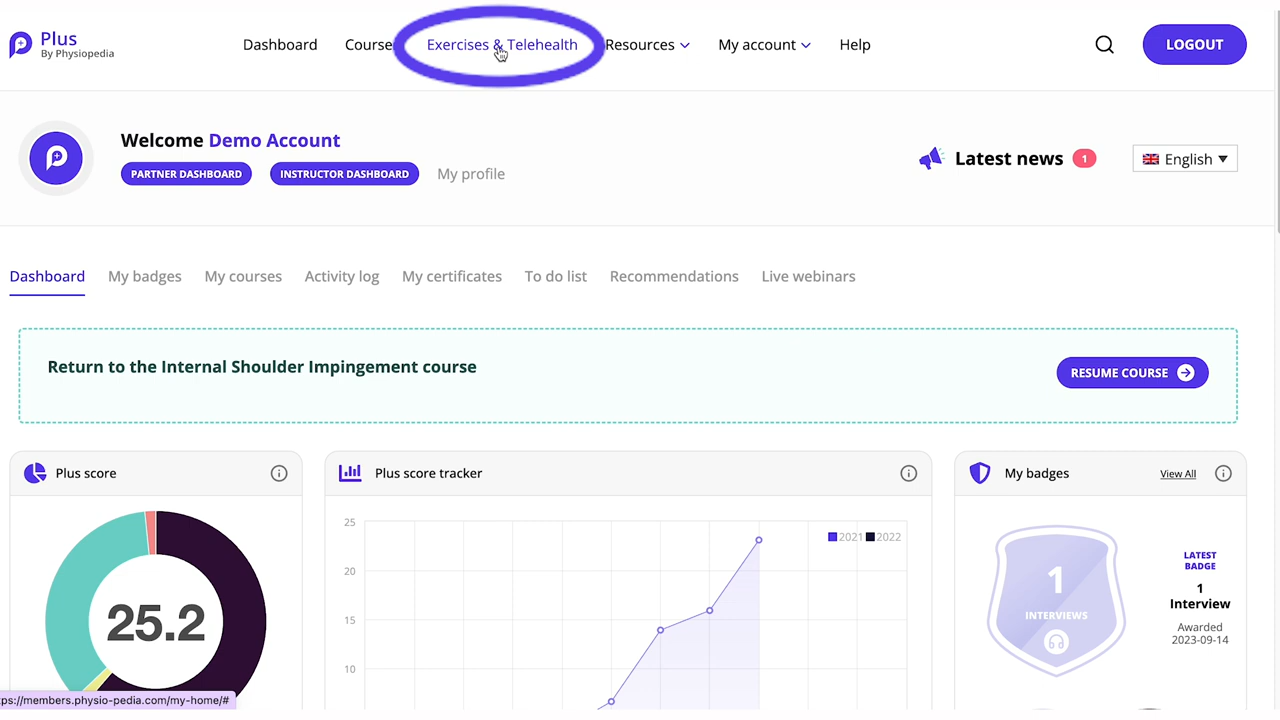 Plus
By Physiopedia
Dashboard Course Exercises & Telehealth Resources My account Help LOGOUT
Welcome Demo Account
PARTNER DASHBOARD INSTRUCTOR DASHBOARD My profile
Latest news 1 English
Dashboard My badges My courses Activity log My certificates To do list Recommendations Live webinars
Return to the Internal Shoulder Impingement course
RESUME COURSE
Plus score
Plus score tracker
My badges View All
25.2
25
20
15
10
2021 2022
1
INTERVIEWS
LATEST
BADGE
1
Interview
Awarded
2023-09-14
tps://members.physio-pedia.com/my-home/#